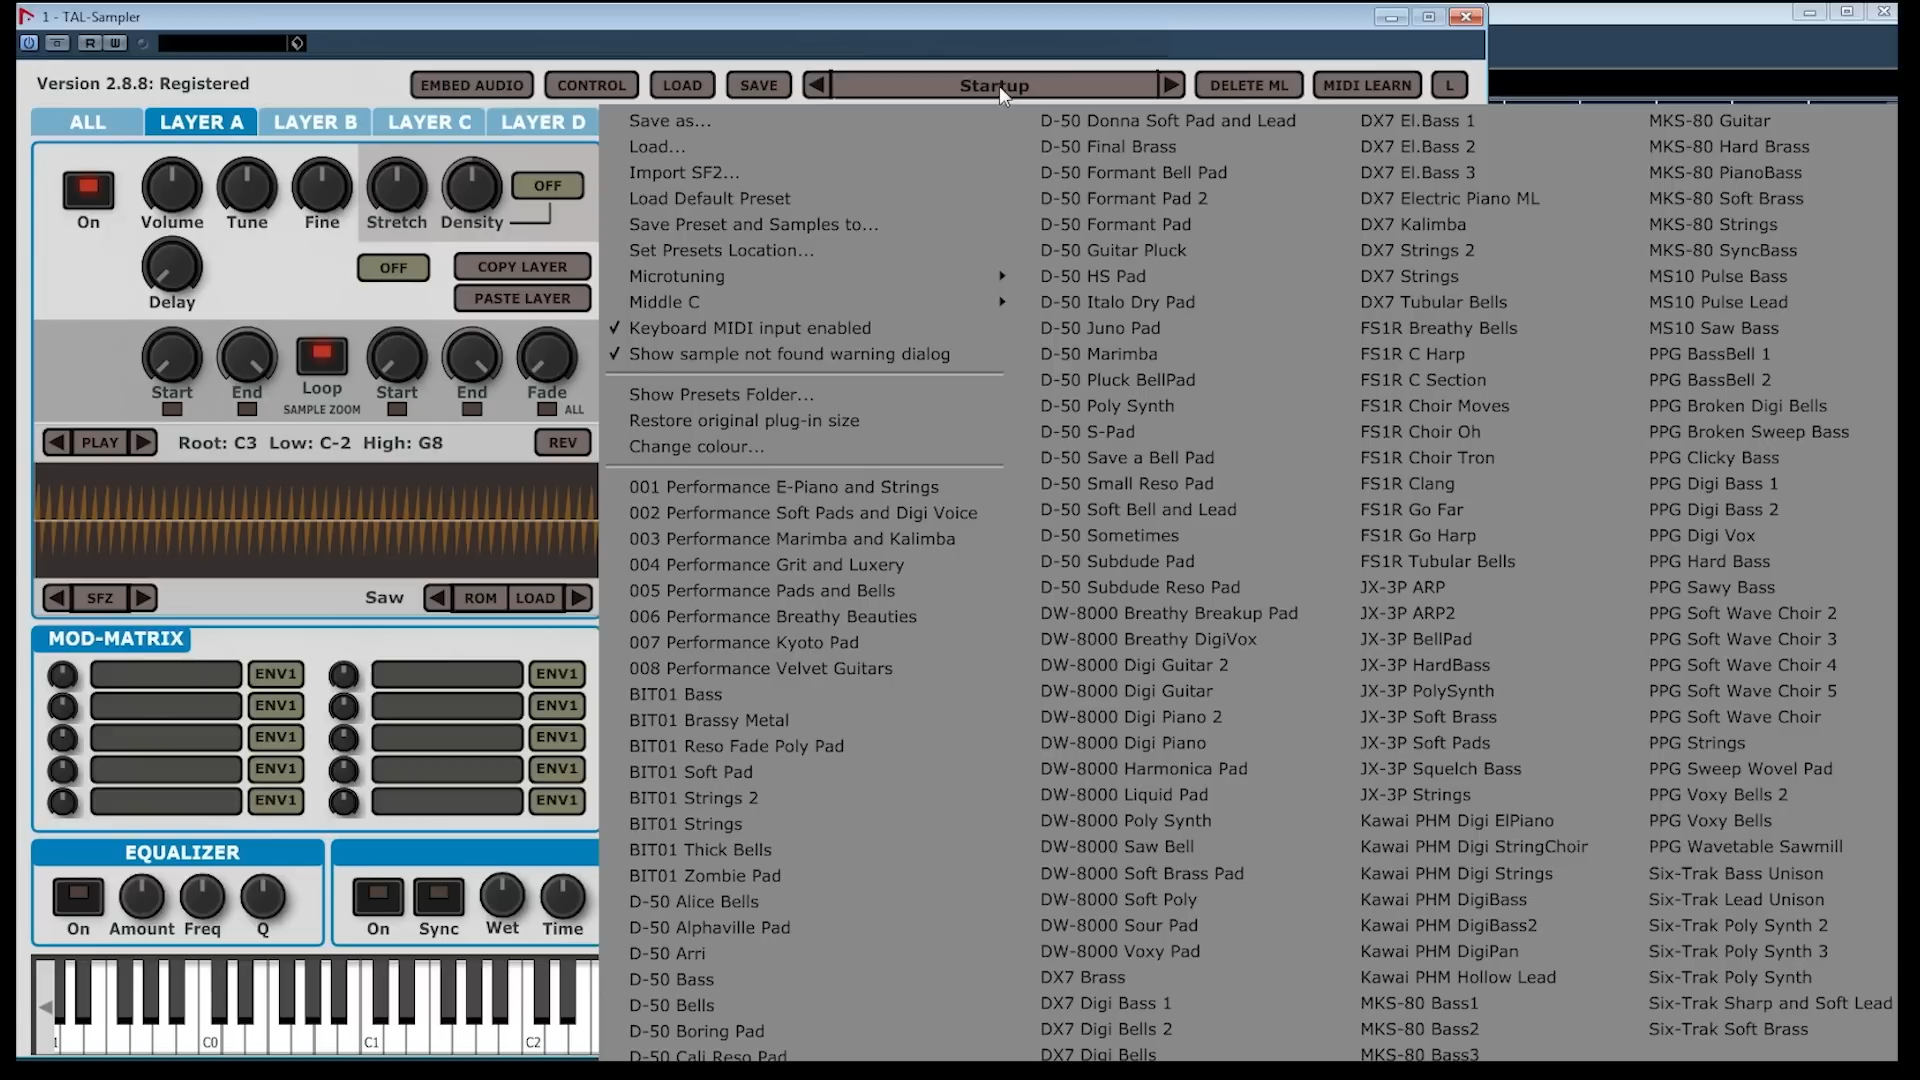 1 - TAL-Sampler
R W
Version 2.8.8: Registered
EMBED AUDIO
CONTROL
LOAD
SAVE
Startup
DELETE ML
MIDI LEARN
L
ALL
LAYER A
LAYER B
LAYER C
LAYER D
OFF
On
Volume
Tune
Fine
Stretch
Density
OFF
COPY LAYER
PASTE LAYER
Delay
Start
End
Loop
Start
End
Fade
SAMPLE ZOOM
ALL
PLAY
Root: C3 Low: C-2 High: G8
REV
SFZ
Saw
ROM
LOAD
MOD-MATRIX
ENV1 ENV1
ENV1 ENV1
ENV1 ENV1
ENV1 ENV1
ENV1 ENV1
EQUALIZER
On Amount Freq Q
On Sync Wet Time
C0 C1 C2
Save as...
Load...
Import SF2...
Load Default Preset
Save Preset and Samples to...
Set Presets Location...
Microtuning
Middle C
✓ Keyboard MIDI input enabled
✓ Show sample not found warning dialog
Show Presets Folder...
Restore original plug-in size
Change colour...
001 Performance E-Piano and Strings
002 Performance Soft Pads and Digi Voice
003 Performance Marimba and Kalimba
004 Performance Grit and Luxery
005 Performance Pads and Bells
006 Performance Breathy Beauties
007 Performance Kyoto Pad
008 Performance Velvet Guitars
BIT01 Bass
BIT01 Brassy Metal
BIT01 Reso Fade Poly Pad
BIT01 Soft Pad
BIT01 Strings 2
BIT01 Strings
BIT01 Thick Bells
BIT01 Zombie Pad
D-50 Alice Bells
D-50 Alphaville Pad
D-50 Arri
D-50 Bass
D-50 Bells
D-50 Boring Pad
D-50 Cali Reso Pad
D-50 Donna Soft Pad and Lead
D-50 Final Brass
D-50 Formant Bell Pad
D-50 Formant Pad 2
D-50 Formant Pad
D-50 Guitar Pluck
D-50 HS Pad
D-50 Italo Dry Pad
D-50 Juno Pad
D-50 Marimba
D-50 Pluck BellPad
D-50 Poly Synth
D-50 S-Pad
D-50 Save a Bell Pad
D-50 Small Reso Pad
D-50 Soft Bell and Lead
D-50 Sometimes
D-50 Subdude Pad
D-50 Subdude Reso Pad
DW-8000 Breathy Breakup Pad
DW-8000 Breathy DigiVox
DW-8000 Digi Guitar 2
DW-8000 Digi Guitar
DW-8000 Digi Piano 2
DW-8000 Digi Piano
DW-8000 Harmonica Pad
DW-8000 Liquid Pad
DW-8000 Poly Synth
DW-8000 Saw Bell
DW-8000 Soft Brass Pad
DW-8000 Soft Poly
DW-8000 Sour Pad
DW-8000 Voxy Pad
DX7 Brass
DX7 Digi Bass 1
DX7 Digi Bells 2
DX7 Digi Bells
DX7 El.Bass 1
DX7 El.Bass 2
DX7 El.Bass 3
DX7 Electric Piano ML
DX7 Kalimba
DX7 Strings 2
DX7 Strings
DX7 Tubular Bells
FS1R Breathy Bells
FS1R C Harp
FS1R C Section
FS1R Choir Moves
FS1R Choir Oh
FS1R Choir Tron
FS1R Clang
FS1R Go Far
FS1R Go Harp
FS1R Tubular Bells
JX-3P ARP
JX-3P ARP2
JX-3P BellPad
JX-3P HardBass
JX-3P PolySynth
JX-3P Soft Brass
JX-3P Soft Pads
JX-3P Squelch Bass
JX-3P Strings
Kawai PHM Digi ElPiano
Kawai PHM Digi StringChoir
Kawai PHM Digi Strings
Kawai PHM DigiBass
Kawai PHM DigiBass2
Kawai PHM DigiPan
Kawai PHM Hollow Lead
MKS-80 Bass1
MKS-80 Bass2
MKS-80 Bass3
MKS-80 Guitar
MKS-80 Hard Brass
MKS-80 PianoBass
MKS-80 Soft Brass
MKS-80 Strings
MKS-80 SyncBass
MS10 Pulse Bass
MS10 Pulse Lead
MS10 Saw Bass
PPG BassBell 1
PPG BassBell 2
PPG Broken Digi Bells
PPG Broken Sweep Bass
PPG Clicky Bass
PPG Digi Bass 1
PPG Digi Bass 2
PPG Digi Vox
PPG Hard Bass
PPG Sawy Bass
PPG Soft Wave Choir 2
PPG Soft Wave Choir 3
PPG Soft Wave Choir 4
PPG Soft Wave Choir 5
PPG Soft Wave Choir
PPG Strings
PPG Sweep Wovel Pad
PPG Voxy Bells 2
PPG Voxy Bells
PPG Wavetable Sawmill
Six-Trak Bass Unison
Six-Trak Lead Unison
Six-Trak Poly Synth 2
Six-Trak Poly Synth 3
Six-Trak Poly Synth
Six-Trak Sharp and Soft Lead
Six-Trak Soft Brass